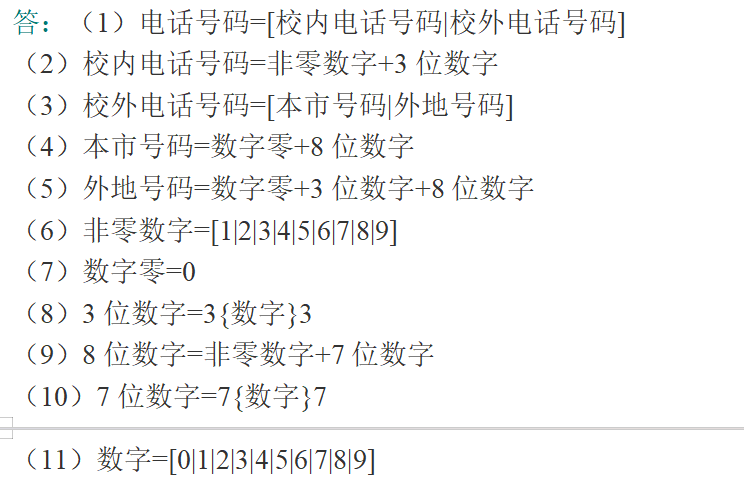 答：（1）电话号码=[校内电话号码|校外电话号码]
（2）校内电话号码=非零数字+3 位数字
（3）校外电话号码=[本市号码|外地号码]
（4）本市号码=数字零+8 位数字
（5）外地号码=数字零+3 位数字+8 位数字
（6）非零数字=[1|2|3|4|5|6|7|8|9]
（7）数字零=0
（8）3 位数字=3{数字}3
（9）8 位数字=非零数字+7 位数字
（10）7 位数字=7{数字}7
（11）数字=[0|1|2|3|4|5|6|7|8|9]